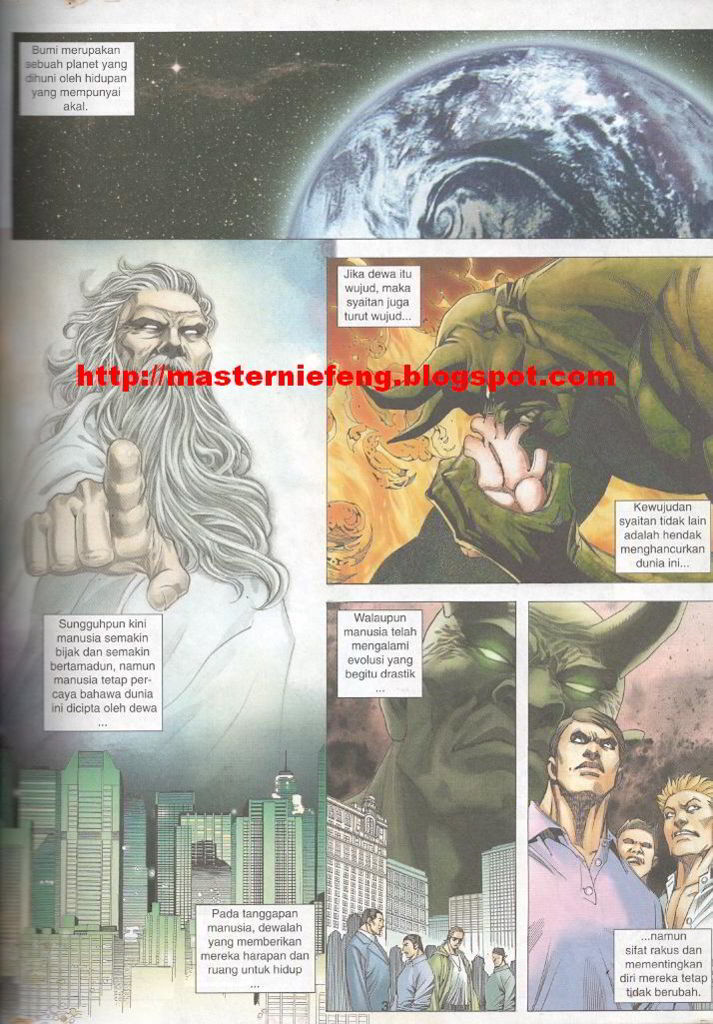 Bumi merupakan
sebuah planet yang
dihuni oleh hidupan
yang mempunyai
akal.
Sungguhpun kini
manusia semakin
bijak dan semakin
bertamadun, namun
manusia tetap per-
caya bahawa dunia
ini dicipta oleh dewa
...
Pada tanggapan
manusia, dewalah
yang memberikan
mereka harapan dan
ruang untuk hidup
...
Jika dewa itu
wujud, maka
syaitan juga
turut wujud...
http://masterniefeng.blogspot.com
Kewujudan
syaitan tidak lain
adalah hendak
menghancurkan
dunia ini...
Walaupun
manusia telah
mengalami
evolusi yang
begitu drastik
...
...namun
sifat rakus dan
mementingkan
diri mereka tetap
tidak berubah.
3